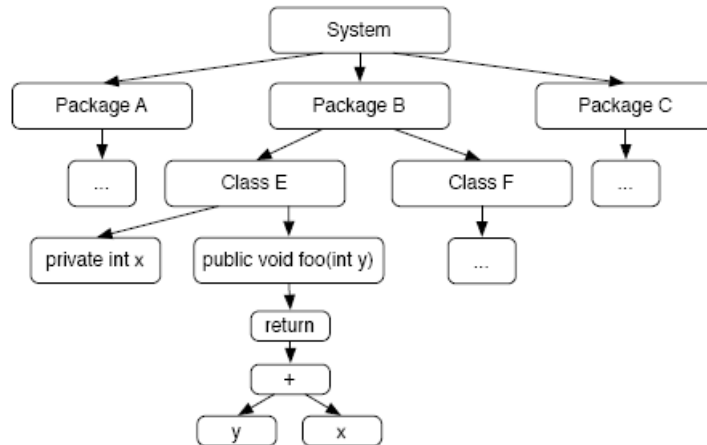 System
Package A
Package B
Package C
...
Class E
Class F
...
private int x
public void foo(int y)
...
return
+
y
x